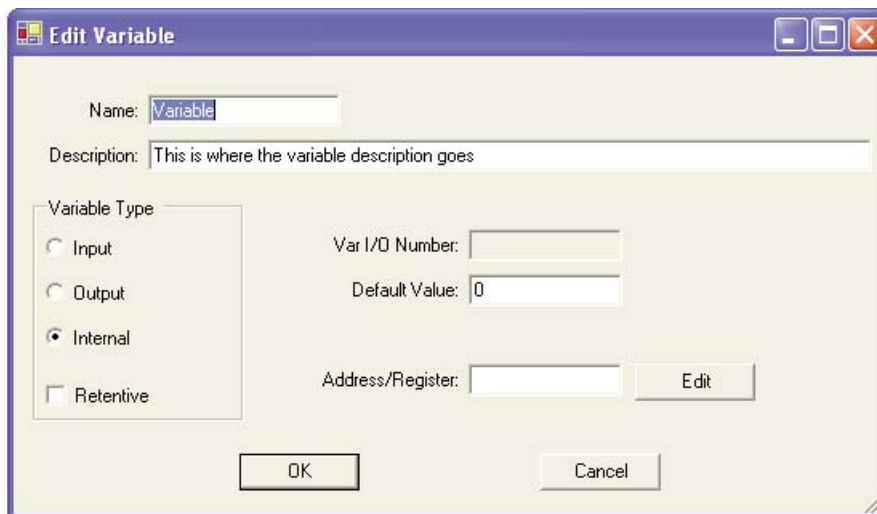 Edit Variable
Name: Variable
Description: This is where the variable description goes
Variable Type
Input
Output
Internal
Retentive
Var I/O Number:
Default Value: 0
Address/Register:
Edit
OK
Cancel